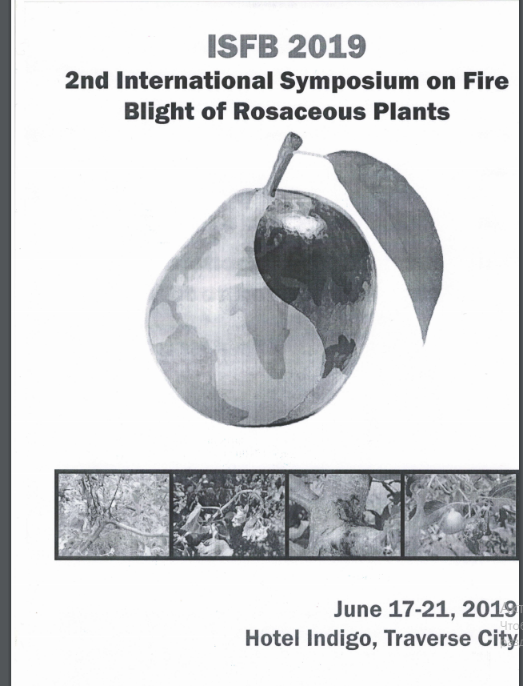 ISFB 2019
2nd International Symposium on Fire
Blight of Rosaceous Plants
June 17-21, 2019
Hotel Indigo, Traverse City